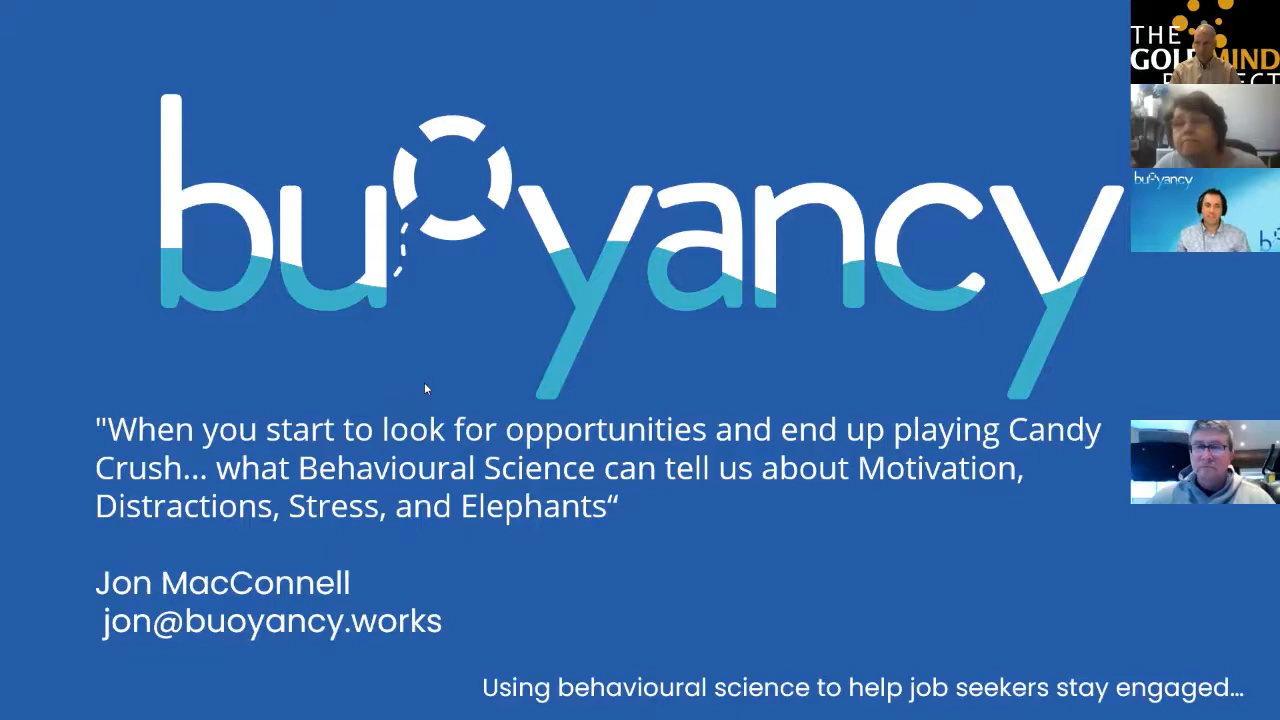 buoyancy
"When you start to look for opportunities and end up playing Candy
Crush... what Behavioural Science can tell us about Motivation,
Distractions, Stress, and Elephants“
Jon MacConnell
jon@buoyancy.works
Using behavioural science to help job seekers stay engaged...
THE
buoyancy